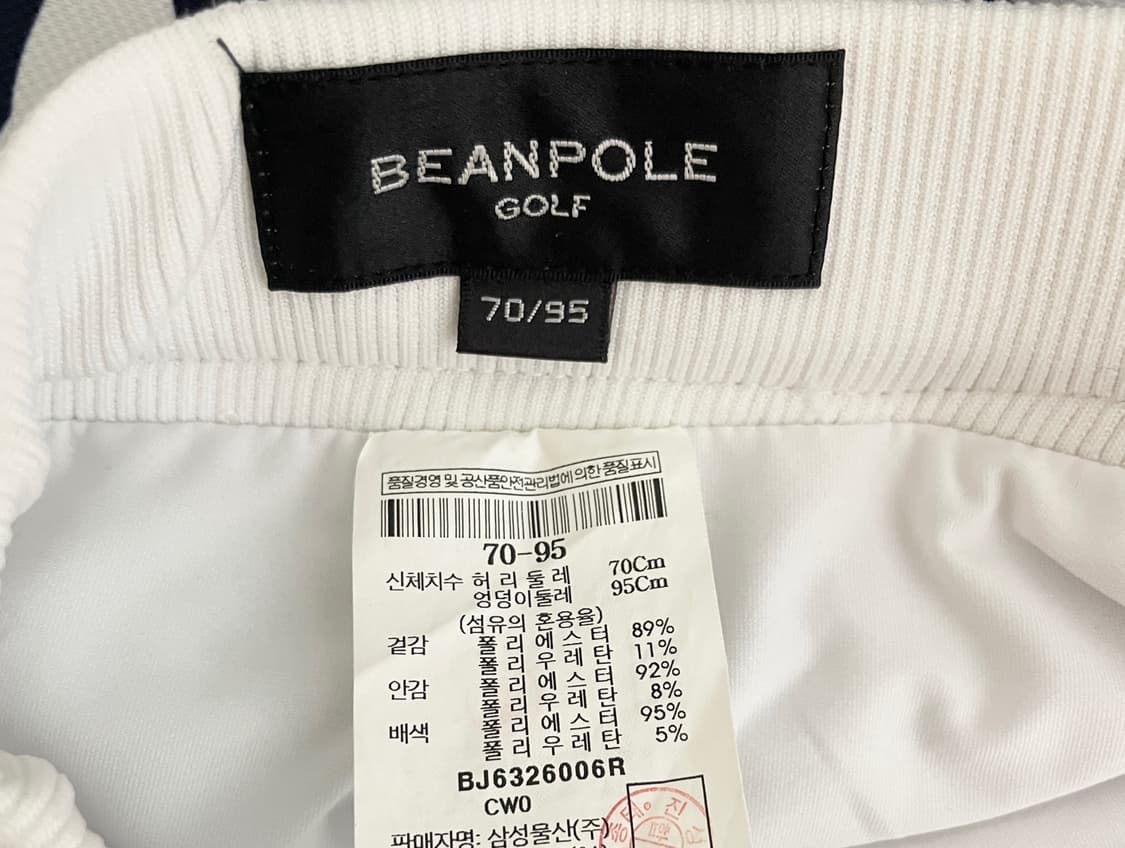 BEANPOLE
GOLF
70/95
품질경영 및 공산품안전관리법에 의한 품질표시
70-95
신체치수 허리둘레 70Cm
엉덩이둘레 95Cm
(섬유의 혼용율)
겉감 폴리에스터 89%
폴리우레탄 11%
안감 폴리에스터 92%
폴리우레탄 8%
배색 폴리에스터 95%
폴리우레탄 5%
BJ6326006R
CW0
판매자명: 삼성물산(주)